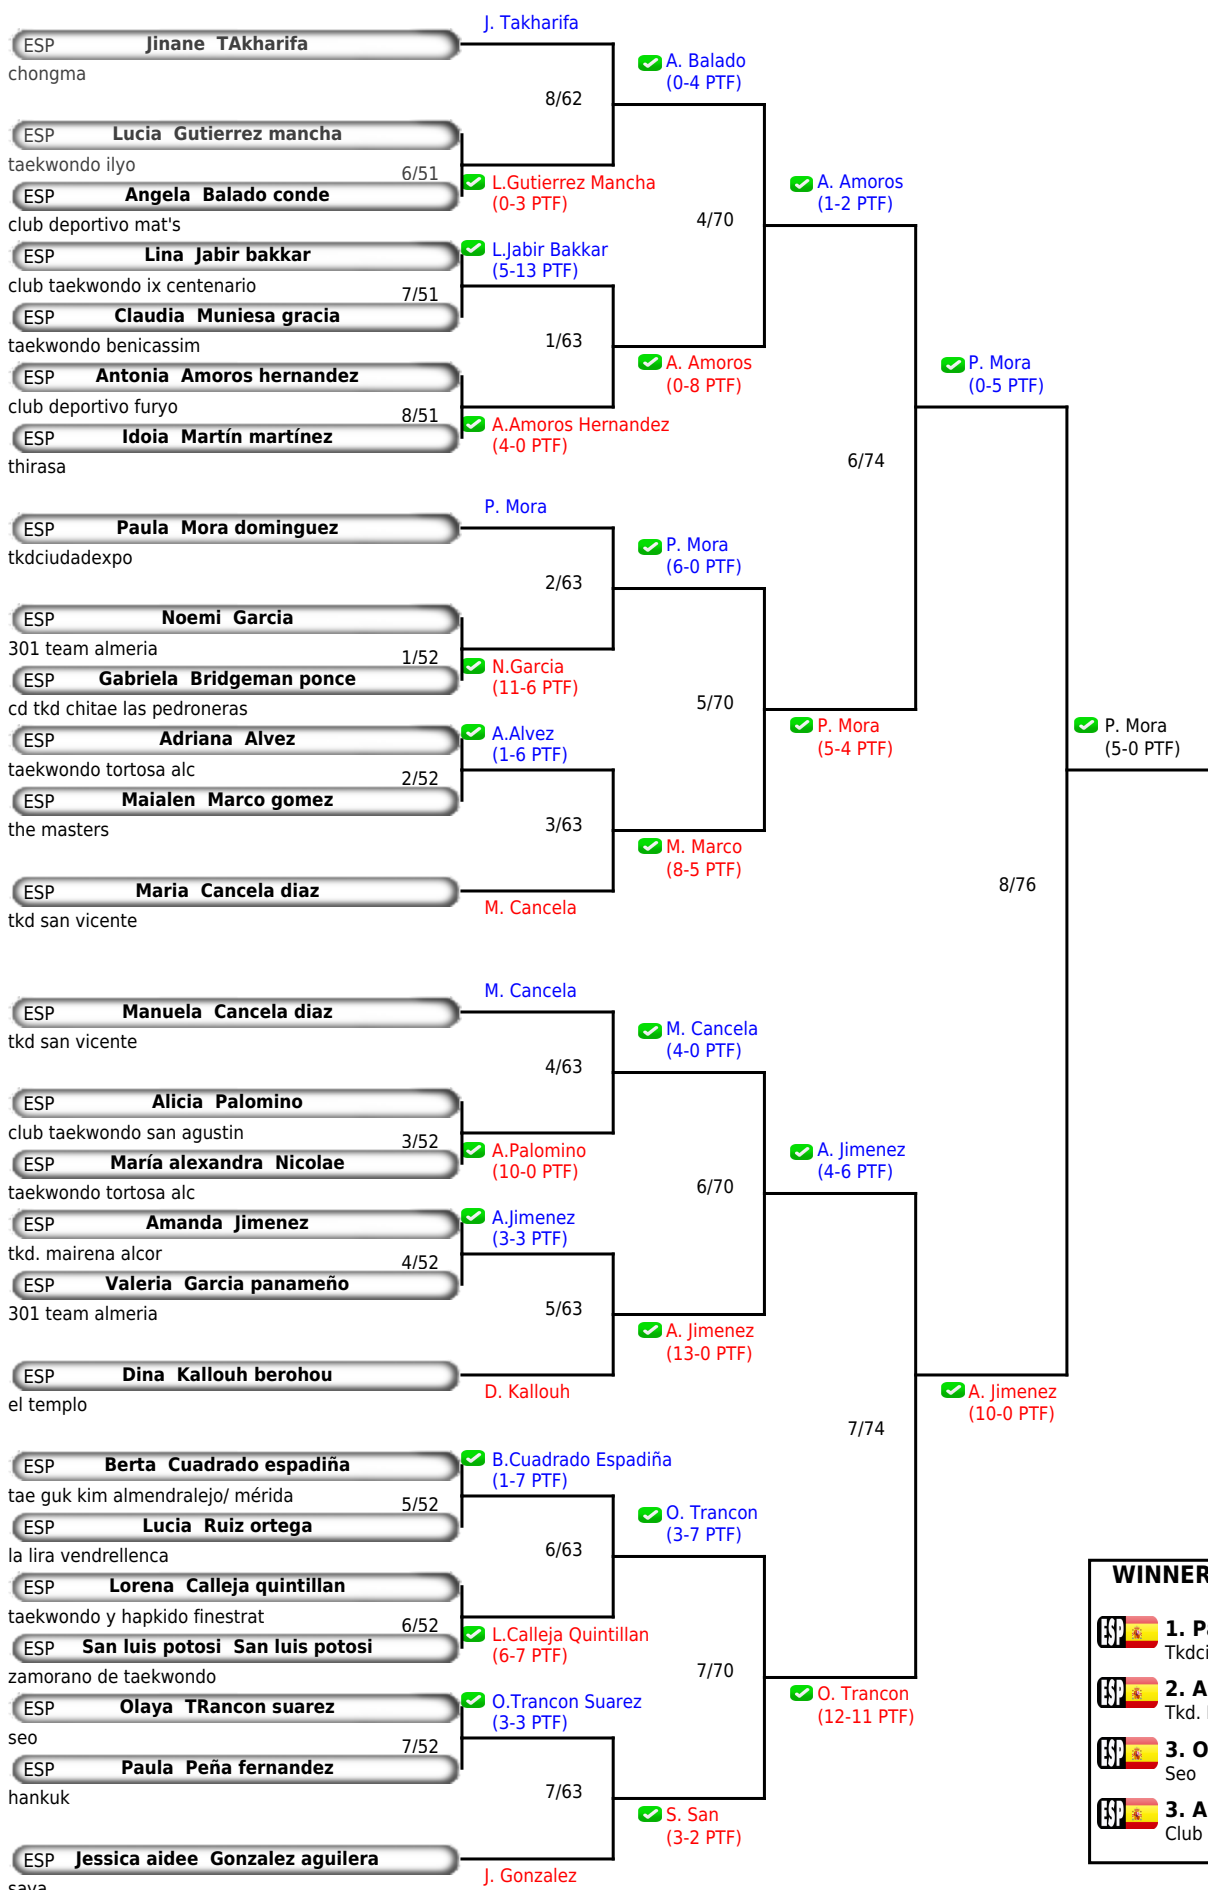 J. Takharifa
ESP Jinane TAkharifa
chongma
A. Balado
(0-4 PTF)
8/62
ESP Lucia Gutierrez mancha
taekwondo ilyo
6/51
L.Gutierrez Mancha
(0-3 PTF)
ESP Angela Balado conde
club deportivo mat's
4/70
A. Amoros
(1-2 PTF)
ESP Lina Jabir bakkar
club taekwondo ix centenario
L.Jabir Bakkar
(5-13 PTF)
7/51
ESP Claudia Muniesa gracia
taekwondo benicassim
1/63
A. Amoros
(0-8 PTF)
P. Mora
(0-5 PTF)
ESP Antonia Amoros hernandez
club deportivo furyo
8/51
A.Amoros Hernandez
(4-0 PTF)
ESP Idoia Martín martínez
thirasa
6/74
P. Mora
ESP Paula Mora dominguez
tkdciudadexpo
P. Mora
(6-0 PTF)
2/63
ESP Noemi Garcia
301 team almeria
1/52
N.Garcia
(11-6 PTF)
ESP Gabriela Bridgeman ponce
cd tkd chitae las pedroneras
5/70
P. Mora
(5-4 PTF)
P. Mora
(5-0 PTF)
ESP Adriana Alvez
taekwondo tortosa alc
A.Alvez
(1-6 PTF)
2/52
ESP Maialen Marco gomez
the masters
3/63
M. Marco
(8-5 PTF)
ESP Maria Cancela diaz
tkd san vicente
M. Cancela
8/76
M. Cancela
ESP Manuela Cancela diaz
tkd san vicente
M. Cancela
(4-0 PTF)
4/63
ESP Alicia Palomino
club taekwondo san agustin
3/52
A.Palomino
(10-0 PTF)
ESP María alexandra Nicolae
taekwondo tortosa alc
6/70
A. Jimenez
(4-6 PTF)
ESP Amanda Jimenez
tkd. mairena alcor
A.Jimenez
(3-3 PTF)
4/52
ESP Valeria Garcia panameño
301 team almeria
5/63
A. Jimenez
(13-0 PTF)
ESP Dina Kallouh berohou
el templo
D. Kallouh
A. Jimenez
(10-0 PTF)
7/74
ESP Berta Cuadrado espadiña
tae guk kim almendralejo/ mérida
B.Cuadrado Espadiña
(1-7 PTF)
5/52
ESP Lucia Ruiz ortega
la lira vendrellenca
6/63
O. Trancon
(3-7 PTF)
ESP Lorena Calleja quintillan
taekwondo y hapkido finestrat
6/52
L.Calleja Quintillan
(6-7 PTF)
ESP San luis potosi San luis potosi
zamorano de taekwondo
7/70
O. Trancon
(12-11 PTF)
ESP Olaya TRancon suarez
seo
O.Trancon Suarez
(3-3 PTF)
7/52
ESP Paula Peña fernandez
hankuk
7/63
S. San
(3-2 PTF)
ESP Jessica aidee Gonzalez aguilera
J. Gonzalez
WINNER
ESP 1. Pa
Tkdci
ESP 2. A
Tkd.
ESP 3. O
Seo
ESP 3. A
Club